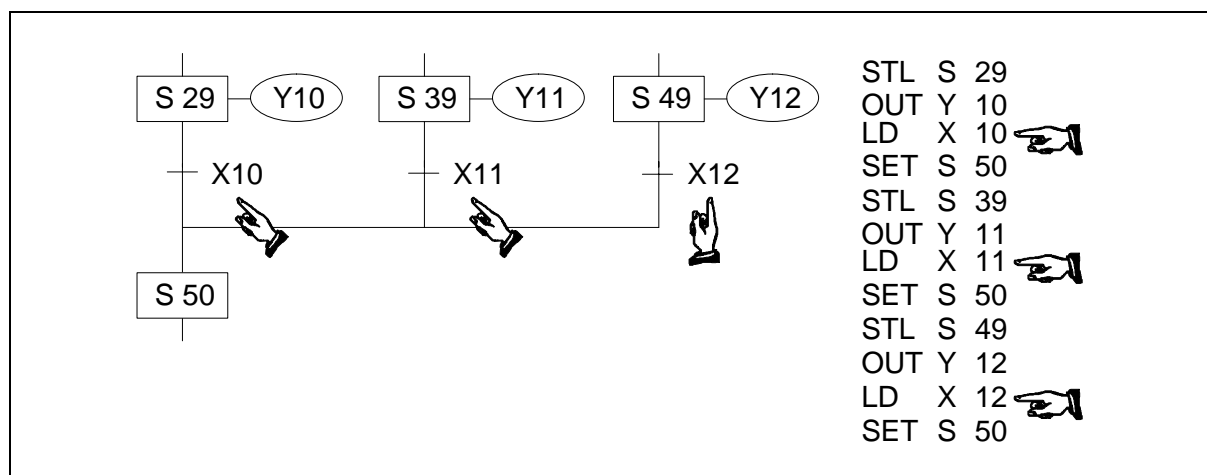 S 29 Y10 S 39 Y11 S 49 Y12
X10 X11 X12
S 50
STL S 29
OUT Y 10
LD X 10
SET S 50
STL S 39
OUT Y 11
LD X 11
SET S 50
STL S 49
OUT Y 12
LD X 12
SET S 50